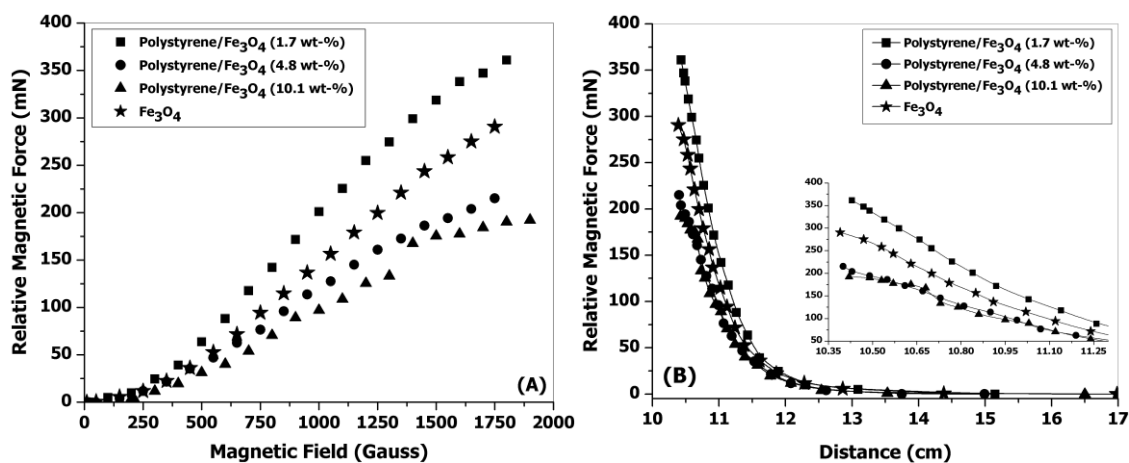 Relative Magnetic Force (mN)
400
350
300
250
200
150
100
50
0
Polystyrene/Fe₃O₄ (1.7 wt-%)
Polystyrene/Fe₃O₄ (4.8 wt-%)
Polystyrene/Fe₃O₄ (10.1 wt-%)
Fe₃O₄
(A)
0 250 500 750 1000 1250 1500 1750 2000
Magnetic Field (Gauss)
Relative Magnetic Force (mN)
400
350
300
250
200
150
100
50
0
Polystyrene/Fe₃O₄ (1.7 wt-%)
Polystyrene/Fe₃O₄ (4.8 wt-%)
Polystyrene/Fe₃O₄ (10.1 wt-%)
Fe₃O₄
400
350
300
250
200
150
100
50
10.35 10.50 10.65 10.80 10.95 11.10 11.25
(B)
10 11 12 13 14 15 16 17
Distance (cm)